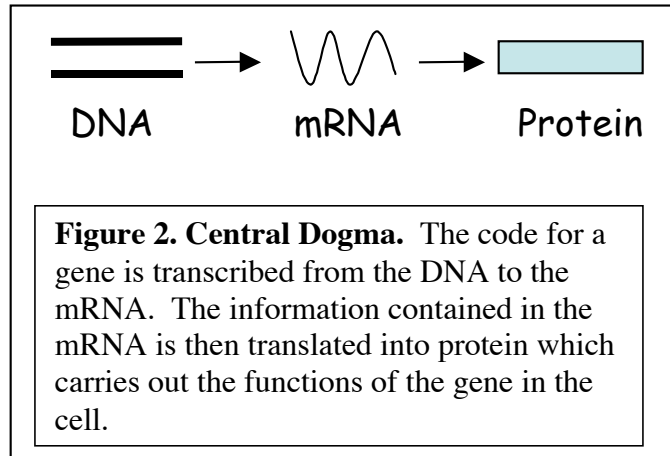 DNA mRNA Protein
Figure 2. Central Dogma. The code for a
gene is transcribed from the DNA to the
mRNA. The information contained in the
mRNA is then translated into protein which
carries out the functions of the gene in the
cell.